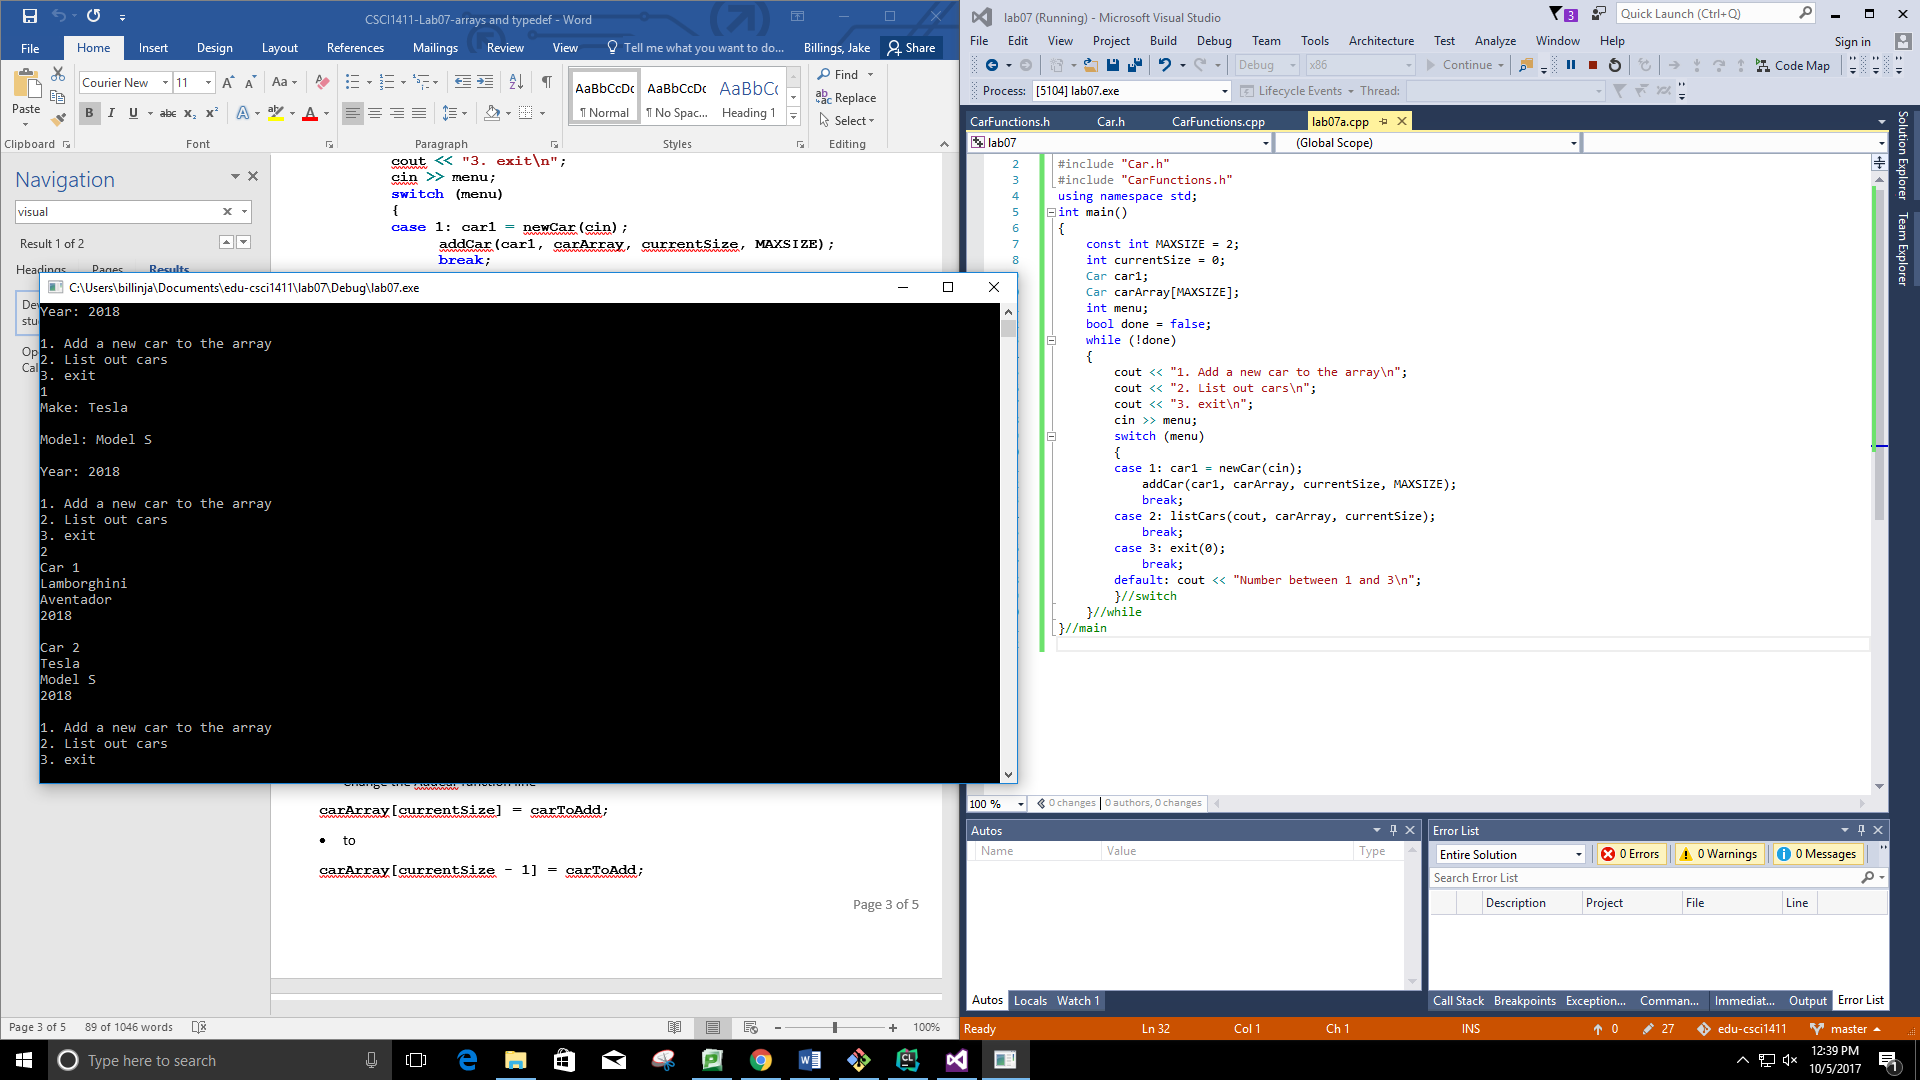 CSCI1411-Lab07-arrays and typedef - Word
File Home Insert Design Layout References Mailings Review View Tell me what you want to do... Billings, Jake Share
Paste
Courier New 11 Aa
B I U abc x₂ x² A
AaBbCcDc AaBbCcDc AaBbCc
¶ Normal ¶ No Spac... Heading 1
Find
Replace
Select
Clipboard Font Paragraph Styles Editing
Navigation
visual
Result 1 of 2
Headings Pages Results
cout << "3. exit\n";
cin >> menu;
switch (menu)
{
case 1: car1 = newCar(cin);
addCar(car1, carArray, currentSize, MAXSIZE);
break;
C:\Users\billinja\Documents\edu-csci1411\lab07\Debug\lab07.exe
Year: 2018
1. Add a new car to the array
2. List out cars
3. exit
1
Make: Tesla
Model: Model S
Year: 2018
1. Add a new car to the array
2. List out cars
3. exit
2
Car 1
Lamborghini
Aventador
2018
Car 2
Tesla
Model S
2018
1. Add a new car to the array
2. List out cars
3. exit
Change the AddCar function line
carArray[currentSize] = carToAdd;
• to
carArray[currentSize - 1] = carToAdd;
Page 3 of 5
Page 3 of 5 89 of 1046 words 100%
lab07 (Running) - Microsoft Visual Studio
3
Quick Launch (Ctrl+Q)
File Edit View Project Build Debug Team Tools Architecture Test Analyze Window Help
Sign in
Debug x86 Continue Code Map
Process: [5104] lab07.exe Lifecycle Events Thread:
CarFunctions.h Car.h CarFunctions.cpp lab07a.cpp
lab07 (Global Scope)
2 #include "Car.h"
3 #include "CarFunctions.h"
4 using namespace std;
5 int main()
6 {
7 const int MAXSIZE = 2;
8 int currentSize = 0;
Car car1;
Car carArray[MAXSIZE];
int menu;
bool done = false;
while (!done)
{
cout << "1. Add a new car to the array\n";
cout << "2. List out cars\n";
cout << "3. exit\n";
cin >> menu;
switch (menu)
{
case 1: car1 = newCar(cin);
addCar(car1, carArray, currentSize, MAXSIZE);
break;
case 2: listCars(cout, carArray, currentSize);
break;
case 3: exit(0);
break;
default: cout << "Number between 1 and 3\n";
}//switch
}//while
}//main
Solution Explorer
Team Explorer
100 % 0 changes | 0 authors, 0 changes
Autos
Name Value Type
Autos Locals Watch 1
Error List
Entire Solution 0 Errors 0 Warnings 0 Messages
Search Error List
Description Project File Line
Call Stack Breakpoints Exception... Comman... Immediat... Output Error List
Ready Ln 32 Col 1 Ch 1 INS 0 27 edu-csci1411 master
Type here to search
12:39 PM
10/5/2017
1